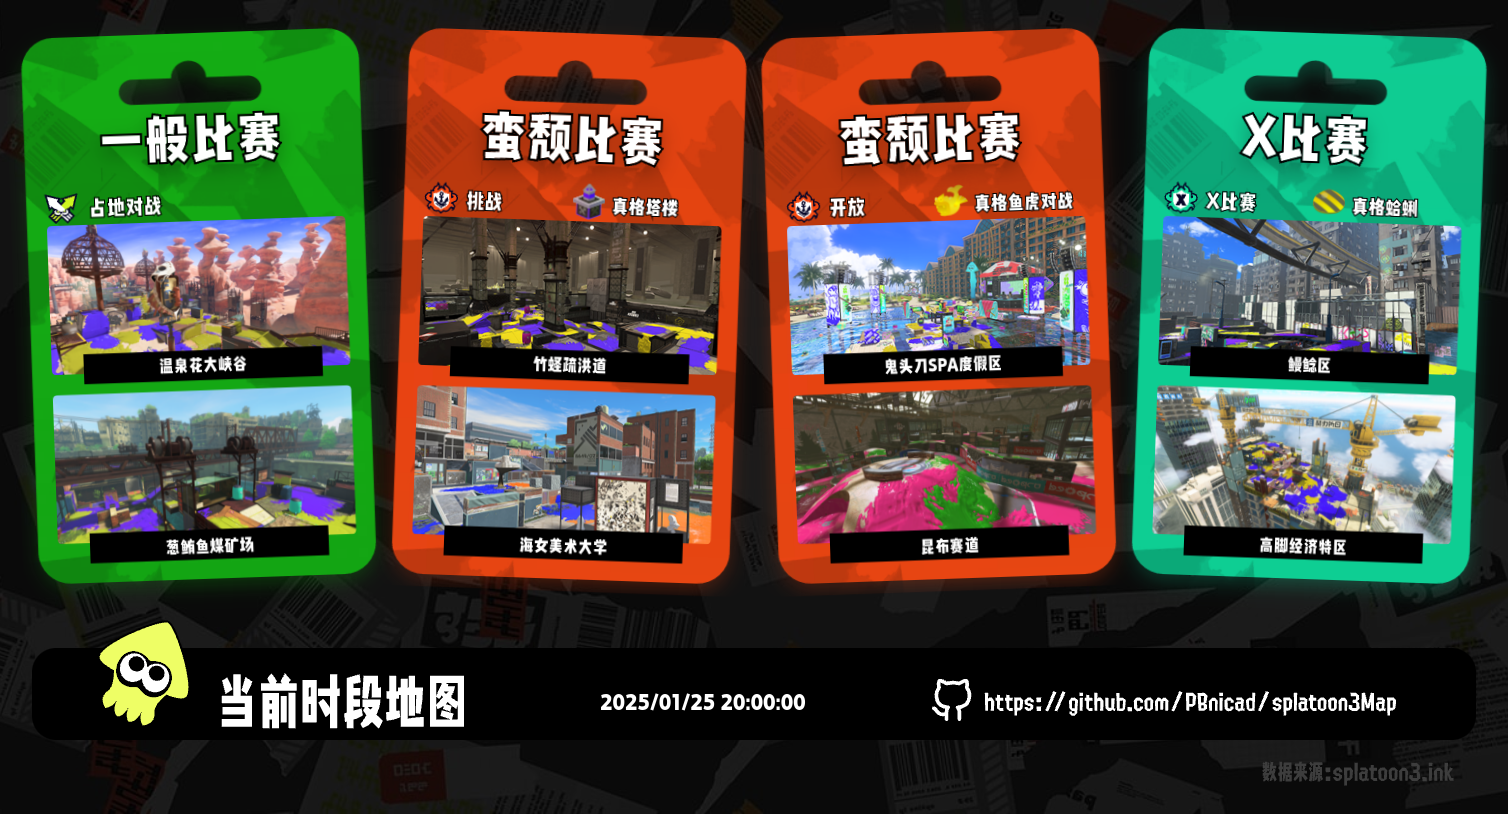 一般比赛
占地对战
温泉花大峡谷
葱鲔鱼煤矿场
蛮颓比赛
挑战
真格塔楼
竹蛏疏洪道
海女美术大学
蛮颓比赛
开放
真格鱼虎对战
鬼头刀SPA度假区
昆布赛道
X比赛
X比赛
真格蛤蜊
鳗鲶区
高脚经济特区
当前时段地图
2025/01/25 20:00:00
https://github.com/PBnicad/splatoon3Map
数据来源:splatoon3.ink